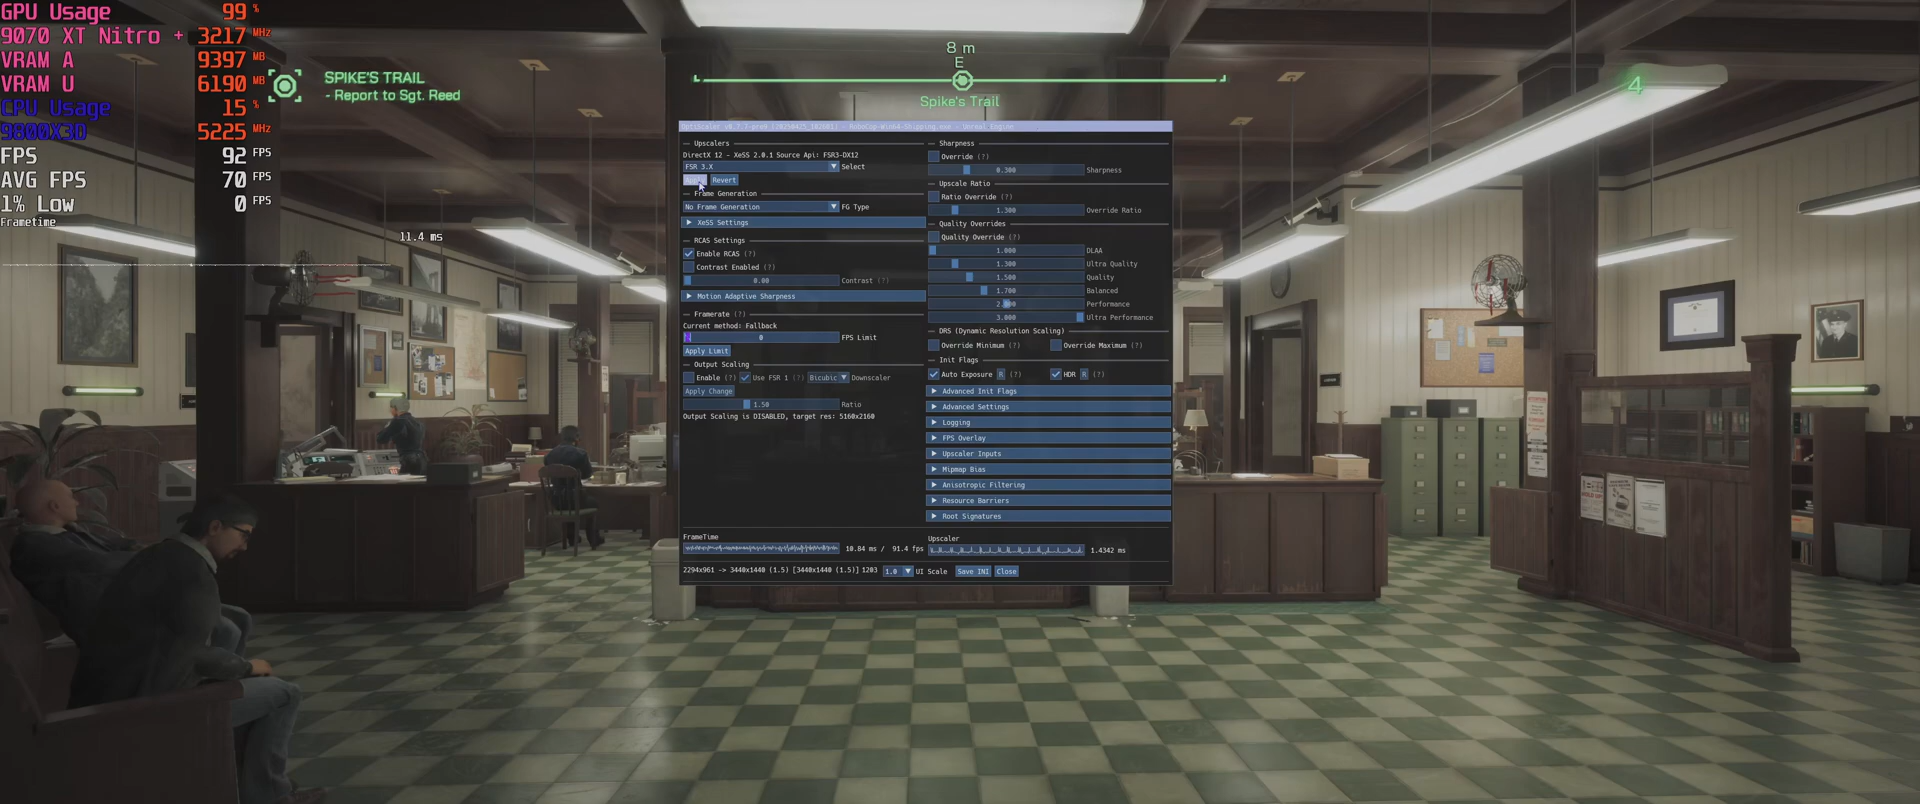 GPU Usage 99 %
9070 XT Nitro + 3217 MHz
VRAM A 9397 MB
VRAM U 6190 MB
CPU Usage 15 %
9800X3D 5225 MHz
FPS 92 FPS
AVG FPS 70 FPS
1% Low 0 FPS
Frametime
11.4 ms
SPIKE'S TRAIL
- Report to Sgt. Reed
8 m
E
Spike's Trail
4
Upscalers
DirectX 12 - XeSS 2.0.1 Source Api: FSR3-DX12
FSR 3.X Select
Apply Revert
Frame Generation
No Frame Generation FG Type
XeSS Settings
RCAS Settings
Enable RCAS (?)
Contrast Enabled (?)
0.00 Contrast (?)
Motion Adaptive Sharpness
Framerate (?)
Current method: Fallback
0 FPS Limit
Apply Limit
Output Scaling
Enable (?) Use FSR 1 (?) Bicubic Downscaler
Apply Change
1.50 Ratio
Output Scaling is DISABLED, target res: 5160x2160
Sharpness
Override (?)
0.300 Sharpness
Upscale Ratio
Ratio Override (?)
1.300 Override Ratio
Quality Overrides
Quality Override (?)
1.000 DLAA
1.300 Ultra Quality
1.500 Quality
1.700 Balanced
2.000 Performance
3.000 Ultra Performance
DRS (Dynamic Resolution Scaling)
Override Minimum (?) Override Maximum (?)
Init Flags
Auto Exposure R HDR R (?)
Advanced Init Flags
Advanced Settings
Logging
FPS Overlay
Upscaler Inputs
Mipmap Bias
Anisotropic Filtering
Resource Barriers
Root Signatures
FrameTime
10.84 ms / 91.4 fps
Upscaler
1.4342 ms
2294x961 -> 3440x1440 (1.5) [3440x1440 (1.5)] 1203 1.0 UI Scale Save INI Close